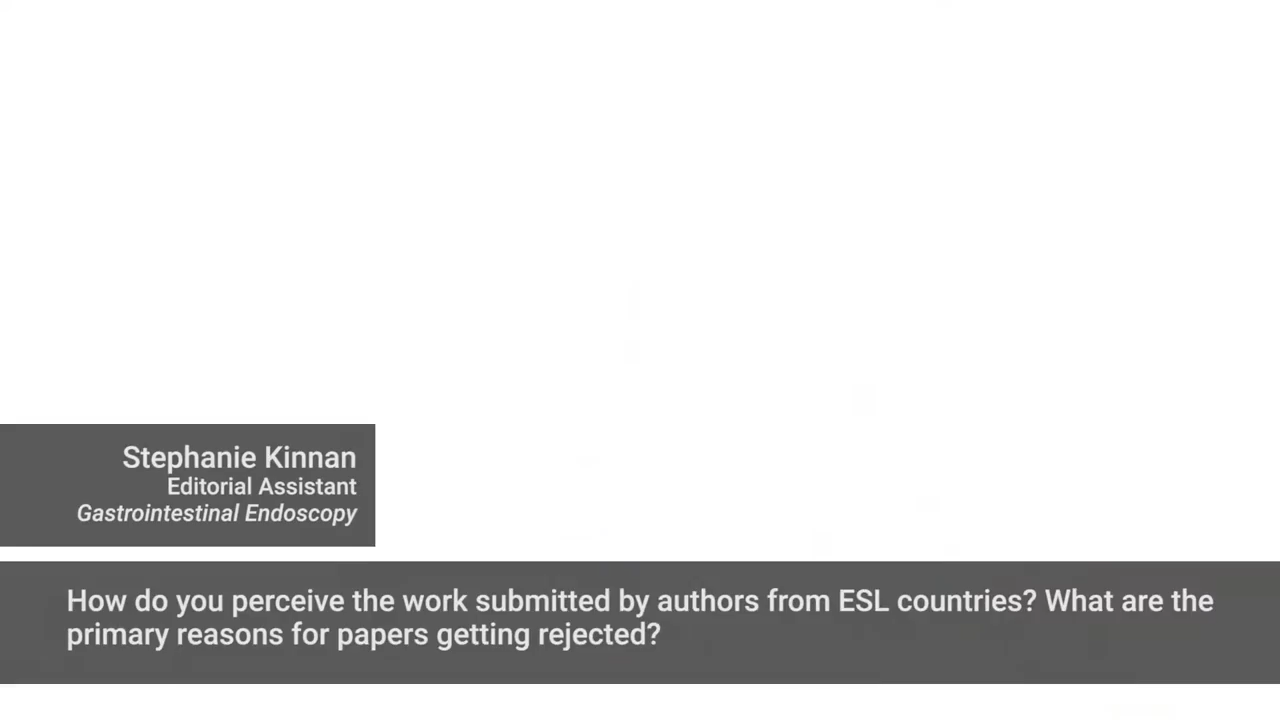 Stephanie Kinnan
Editorial Assistant
Gastrointestinal Endoscopy
How do you perceive the work submitted by authors from ESL countries? What are the
primary reasons for papers getting rejected?